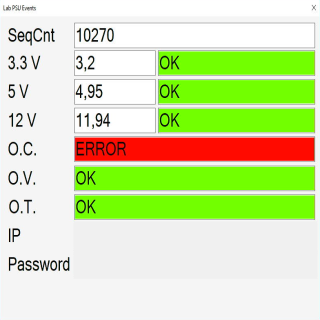 Lab PSU Events X
SeqCnt 10270
3.3 V 3,2 OK
5 V 4,95 OK
12 V 11,94 OK
O.C. ERROR
O.V. OK
O.T. OK
IP
Password